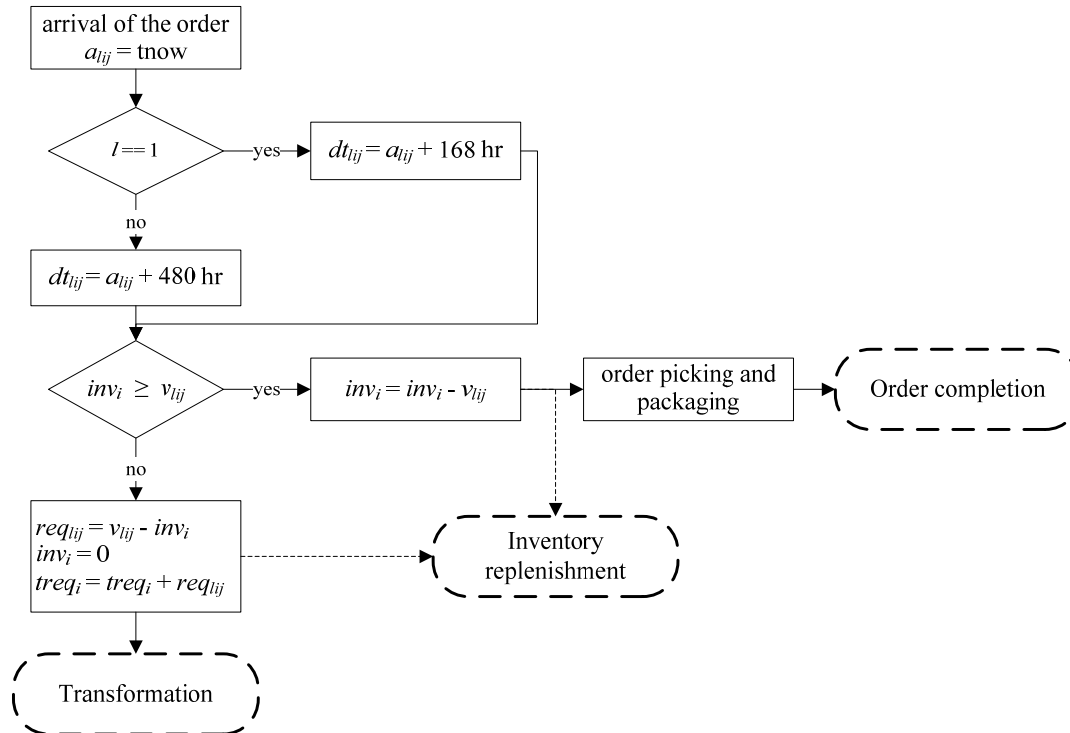 arrival of the order
a_lij = tnow
l == 1
yes
dt_lij = a_lij + 168 hr
no
dt_lij = a_lij + 480 hr
inv_i ≥ v_lij
yes
inv_i = inv_i - v_lij
order picking and
packaging
Order completion
no
req_lij = v_lij - inv_i
inv_i = 0
treq_i = treq_i + req_lij
Inventory
replenishment
Transformation